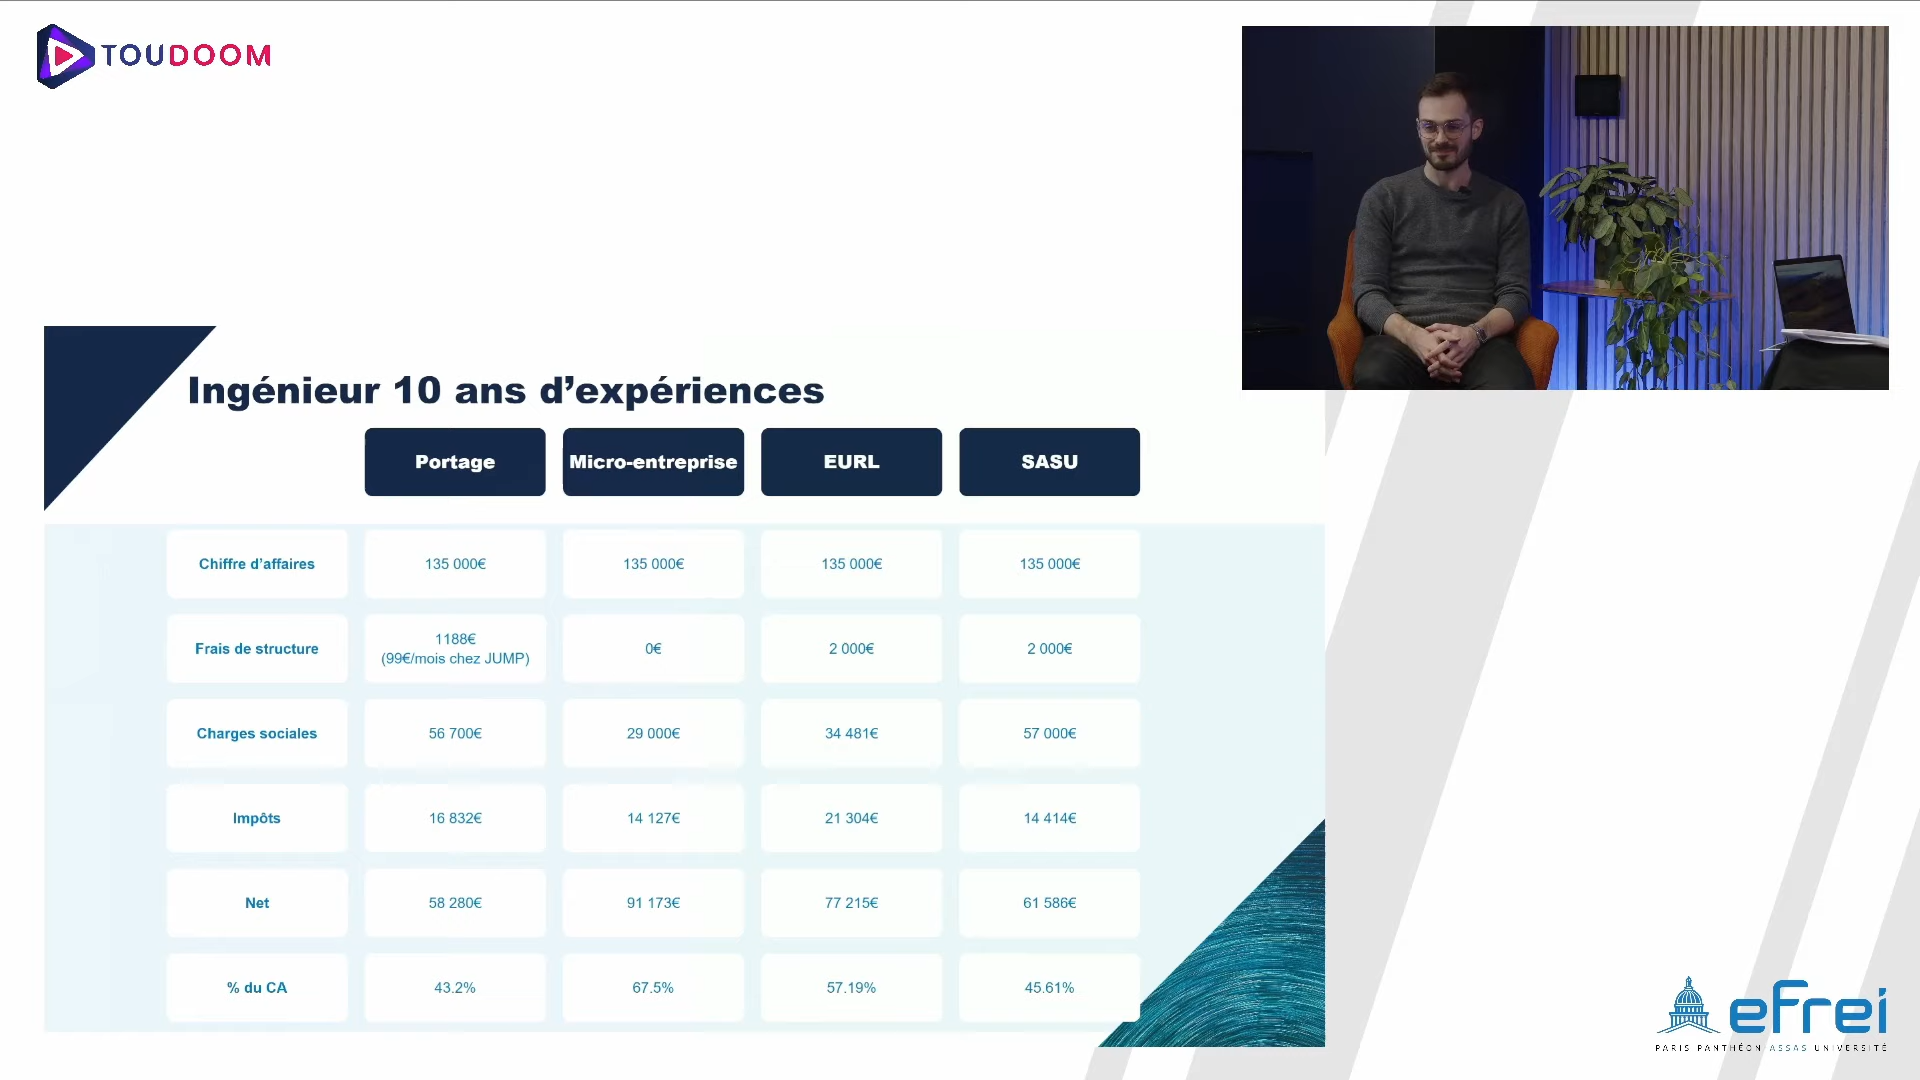 TOUDOOM
Ingénieur 10 ans d’expériences
Portage Micro-entreprise EURL SASU
Chiffre d’affaires 135 000€ 135 000€ 135 000€ 135 000€
Frais de structure 1188€ 0€ 2 000€ 2 000€
(99€/mois chez JUMP)
Charges sociales 56 700€ 29 000€ 34 481€ 57 000€
Impôts 16 832€ 14 127€ 21 304€ 14 414€
Net 58 280€ 91 173€ 77 215€ 61 586€
% du CA 43.2% 67.5% 57.19% 45.61%
efrei
PARIS PANTHÉON ASSAS UNIVERSITÉ